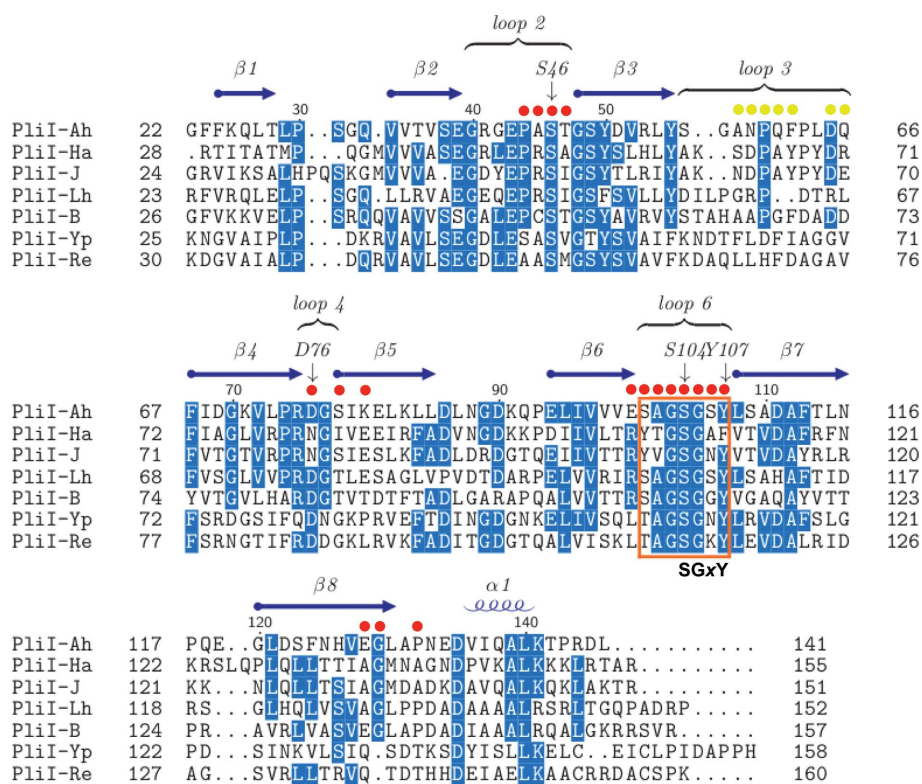 loop 2
β1 β2 S46 β3 loop 3
30 40 50
PliI-Ah 22 GFFKQLTLP..SGQ.VVTVSEGRGEPASTGSYDVRLYS..GANPQFPLDQ 66
PliI-Ha 28 .RTITATMP...QGMVVVASEGRLEPRSAGSYSLHLYAK..SDPAYPYDR 71
PliI-J 24 GRVIKSALHPQSKGMVVVA.EGDYEPRSIGSYTLRIYAK..NDPAYPYDE 70
PliI-Lh 23 RFVRQLELP..SGQ.LLRVAEGEQEPRSIGSFSVLLYDILPGRP..DTRL 67
PliI-B 26 GFVKKVELP..SRQQVAVVSSGALEPCSTGSYAVRVYSTAHAAPGFDADD 73
PliI-Yp 25 KNGVAIPLP...DKRVAVLSEGDLESASVGTYSVAIFKNDTFLDFIAGGV 71
PliI-Re 30 KDGVAIALP...DQRVAVLSEGDLEAASMGSYSVAVFKDAQLLHFDAGAV 76
loop 4 loop 6
β4 D76 β5 β6 S104 Y107 β7
70 90 110
PliI-Ah 67 FIDGKVLPRDGSIKELKLLDLNGDKQPELIVVVESAGSGSYLSADAFTLN 116
PliI-Ha 72 FIAGLVRPRNGIVEEIRFADVNGDKKPDIIVLTRYTGSGAFVTVDAFRFN 121
PliI-J 71 FVTGTVRPRNGSIESLKFADLDRDGTQEIIVTTRYVGSGNYVTVDAYRLR 120
PliI-Lh 68 FVSGLVVPRDGTLESAGLVPVDTDARPELVVRIRSAGSGSYLSAHAFTID 117
PliI-B 74 YVTGVLHARDGTVTDTFTADLGARAPQALVVTTRSAGSGGYVGAQAYVTT 123
PliI-Yp 72 FSRDGSIFQDNGKPRVEFTDINGDGNKELIVSQLTAGSGNYLRVDAFSLG 121
PliI-Re 77 FSRNGTIFRDDGKLRVKFADITGDGTQALVISKLTAGSGKYLEVDALRID 126
SGxY
β8 α1
120 140
PliI-Ah 117 PQE..GLDSFNHVEGLAPNEDVIQALKTPRDL........... 141
PliI-Ha 122 KRSLQPLQLLTTIAGMNAGNDPVKALKKKLRTAR......... 155
PliI-J 121 KK...NLQLLTSIAGMDADKDAVQALKQKLAKTR......... 151
PliI-Lh 118 RS...GLHQLVSVAGLPPDADAAAALRSRLTGQPADRP..... 152
PliI-B 124 PR...AVRLVASVEGLAPDADIAAALRQALGKRRSVR...... 157
PliI-Yp 122 PD...SINKVLSIQ.SDTKSDYISLLKELC..EICLPIDAPPH 158
PliI-Re 127 AG...SVRLLTRVQ.TDTHHDEIAELKAACRRDACSPK..... 160